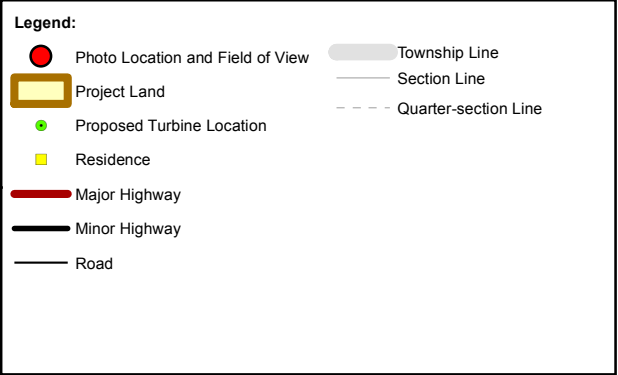 Legend:
Photo Location and Field of View
Project Land
Proposed Turbine Location
Residence
Major Highway
Minor Highway
Road
Township Line
Section Line
Quarter-section Line